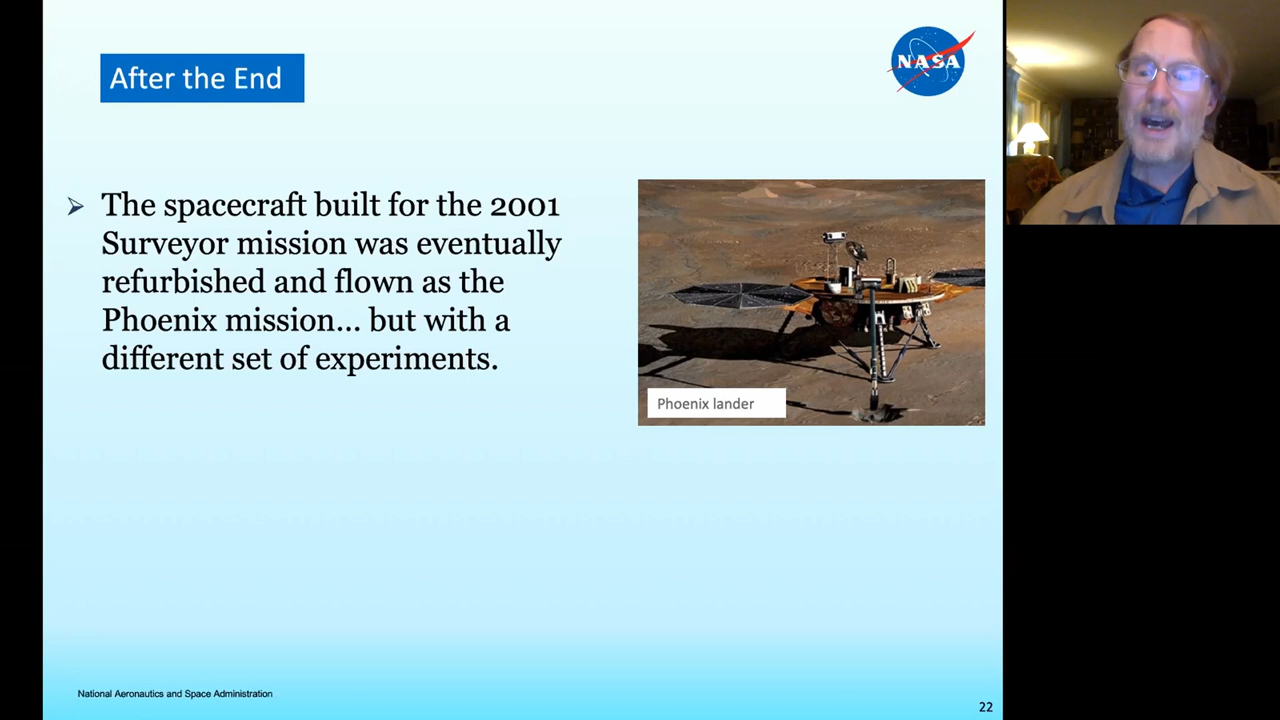 After the End
NASA
The spacecraft built for the 2001
Surveyor mission was eventually
refurbished and flown as the
Phoenix mission... but with a
different set of experiments.
Phoenix lander
National Aeronautics and Space Administration
22